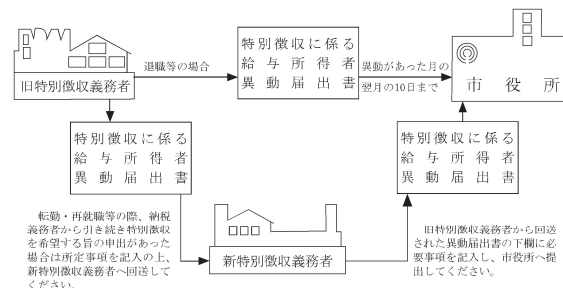 旧特別徴収義務者
退職等の場合
特別徴収に係る
給与所得者
異動届出書
異動があった月の
翌月の10日まで
市役所
特別徴収に係る
給与所得者
異動届出書
転勤・再就職等の際、納税
義務者から引き続き特別徴収
を希望する旨の申出があった
場合は所定事項を記入の上、
新特別徴収義務者へ回送して
ください。
新特別徴収義務者
特別徴収に係る
給与所得者
異動届出書
旧特別徴収義務者から回送
された異動届出書の下欄に必
要事項を記入し、市役所へ提
出してください。